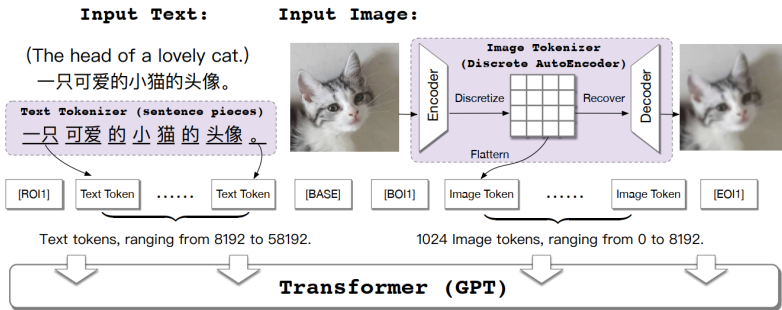 Input Text:
Input Image:
(The head of a lovely cat.)
一只可爱的小猫的头像。
Text Tokenizer (sentence pieces)
一只 可爱 的 小 猫 的 头像 。
Image Tokenizer
(Discrete AutoEncoder)
Encoder
Discretize
Recover
Decoder
Flattern
[ROI1]
Text Token
......
Text Token
[BASE]
[BOI1]
Image Token
......
Image Token
[EOI1]
Text tokens, ranging from 8192 to 58192.
1024 Image tokens, ranging from 0 to 8192.
Transformer (GPT)